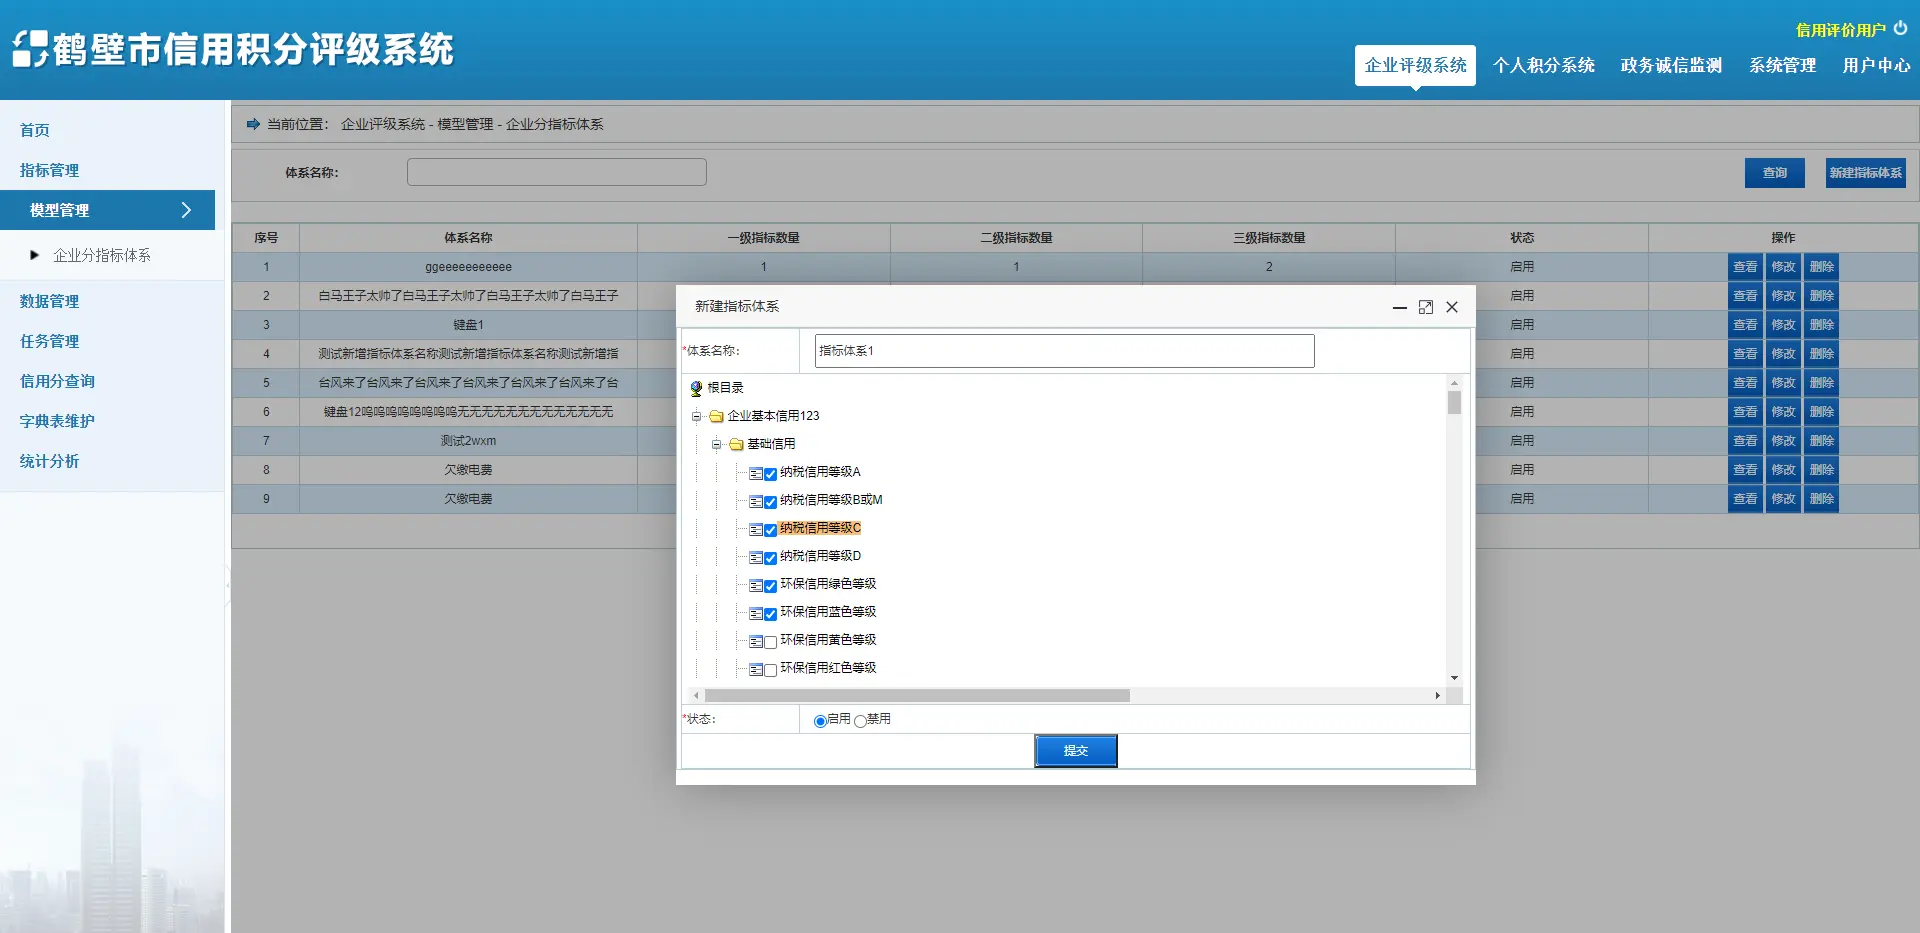 鹤壁市信用积分评级系统
信用评价用户
企业评级系统 个人积分系统 政务诚信监测 系统管理 用户中心
首页
指标管理
模型管理
企业分指标体系
数据管理
任务管理
信用分查询
字典表维护
统计分析
当前位置: 企业评级系统 - 模型管理 - 企业分指标体系
体系名称:
查询 新建指标体系
序号 体系名称 一级指标数量 二级指标数量 三级指标数量 状态 操作
1 ggeeeeeeeeeee 1 1 2 启用 查看 修改 删除
2 白马王子太帅了白马王子太帅了白马王子太帅了白马王子 启用 查看 修改 删除
3 键盘1 启用 查看 修改 删除
4 测试新增指标体系名称测试新增指标体系名称测试新增指 启用 查看 修改 删除
5 台风来了台风来了台风来了台风来了台风来了台风来了台 启用 查看 修改 删除
6 键盘12呜呜呜呜呜呜呜呜无无无无无无无无无无无无无 启用 查看 修改 删除
7 测试2wxm 启用 查看 修改 删除
8 欠缴电费 启用 查看 修改 删除
9 欠缴电费 启用 查看 修改 删除
新建指标体系
*体系名称: 指标体系1
根目录
企业基本信用123
基础信用
纳税信用等级A
纳税信用等级B或M
纳税信用等级C
纳税信用等级D
环保信用绿色等级
环保信用蓝色等级
环保信用黄色等级
环保信用红色等级
*状态: 启用 禁用
提交